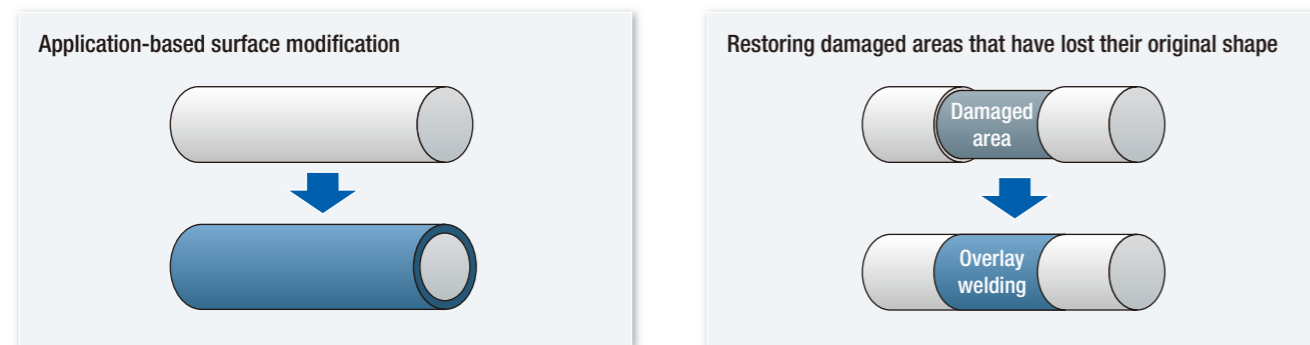 Application-based surface modification
Restoring damaged areas that have lost their original shape
Damaged
area
Overlay
welding